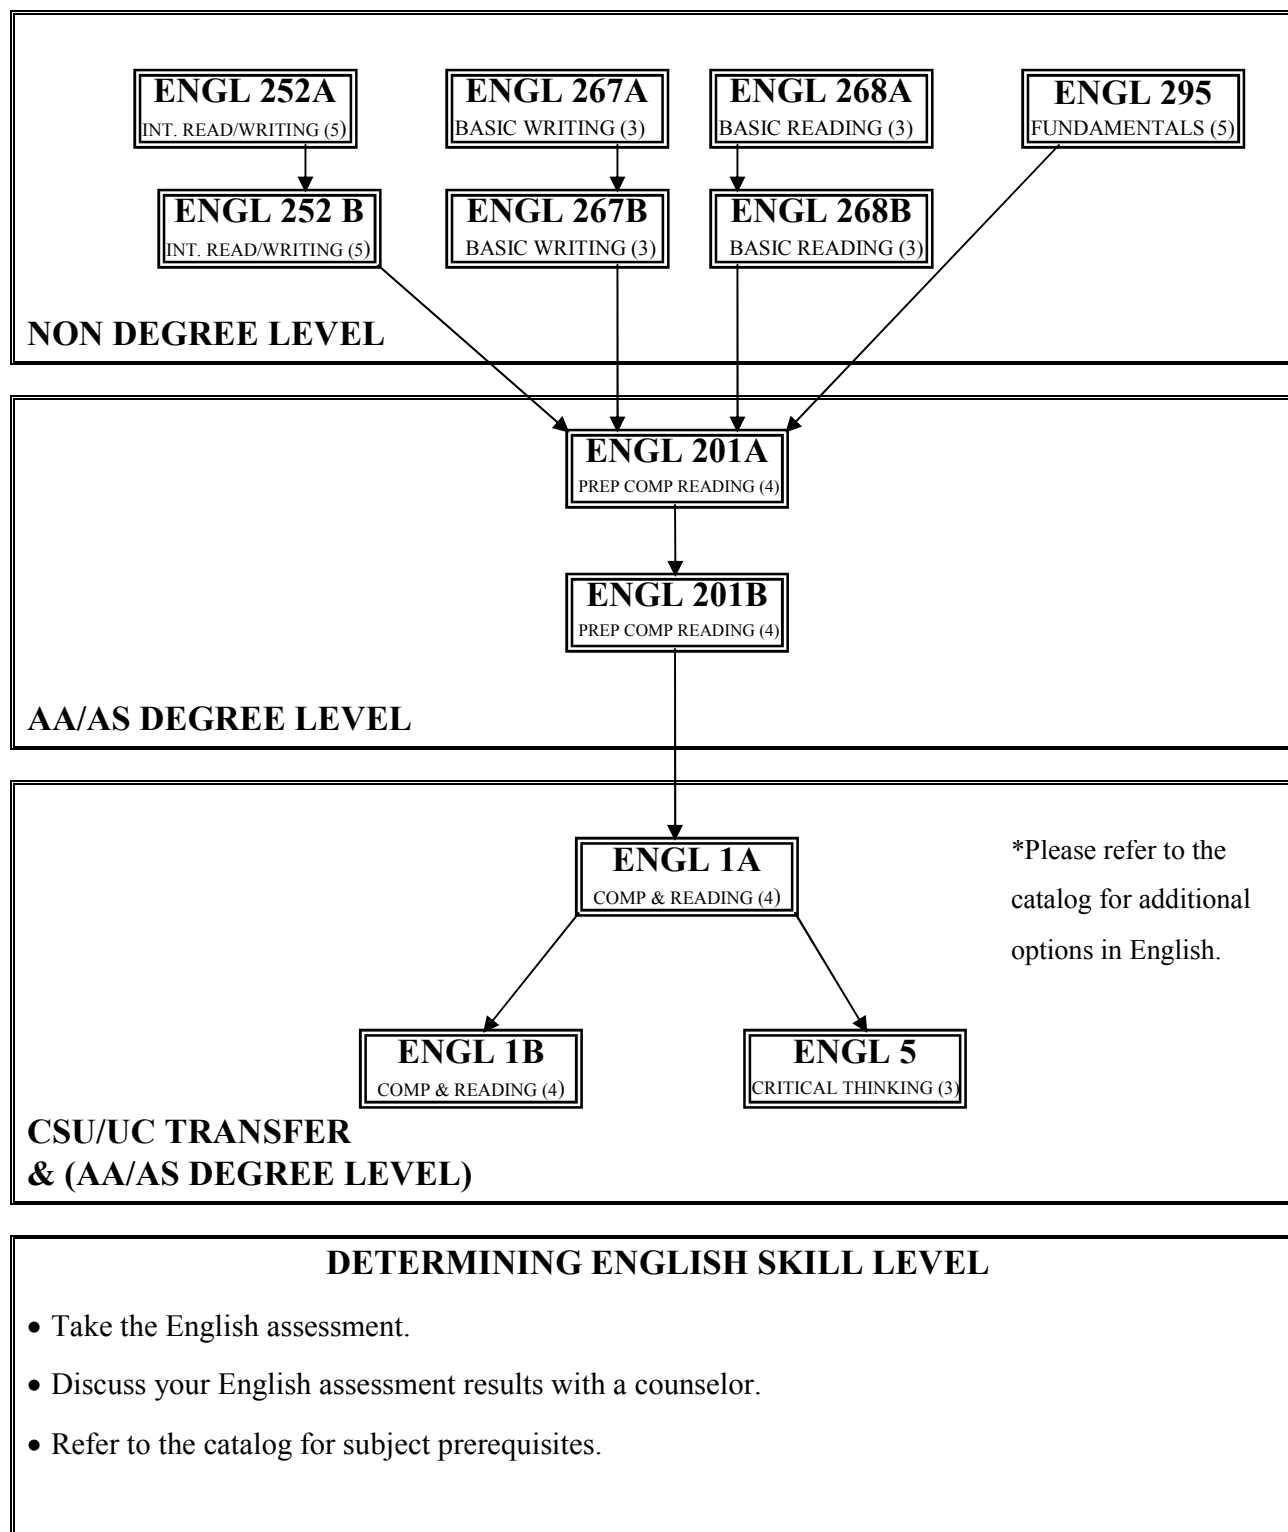 ENGL 252A
INT. READ/WRITING (5)
ENGL 267A
BASIC WRITING (3)
ENGL 268A
BASIC READING (3)
ENGL 295
FUNDAMENTALS (5)
ENGL 252 B
INT. READ/WRITING (5)
ENGL 267B
BASIC WRITING (3)
ENGL 268B
BASIC READING (3)
NON DEGREE LEVEL
ENGL 201A
PREP COMP READING (4)
ENGL 201B
PREP COMP READING (4)
AA/AS DEGREE LEVEL
ENGL 1A
COMP & READING (4)
*Please refer to the
catalog for additional
options in English.
ENGL 1B
COMP & READING (4)
ENGL 5
CRITICAL THINKING (3)
CSU/UC TRANSFER
& (AA/AS DEGREE LEVEL)
DETERMINING ENGLISH SKILL LEVEL
• Take the English assessment.
• Discuss your English assessment results with a counselor.
• Refer to the catalog for subject prerequisites.